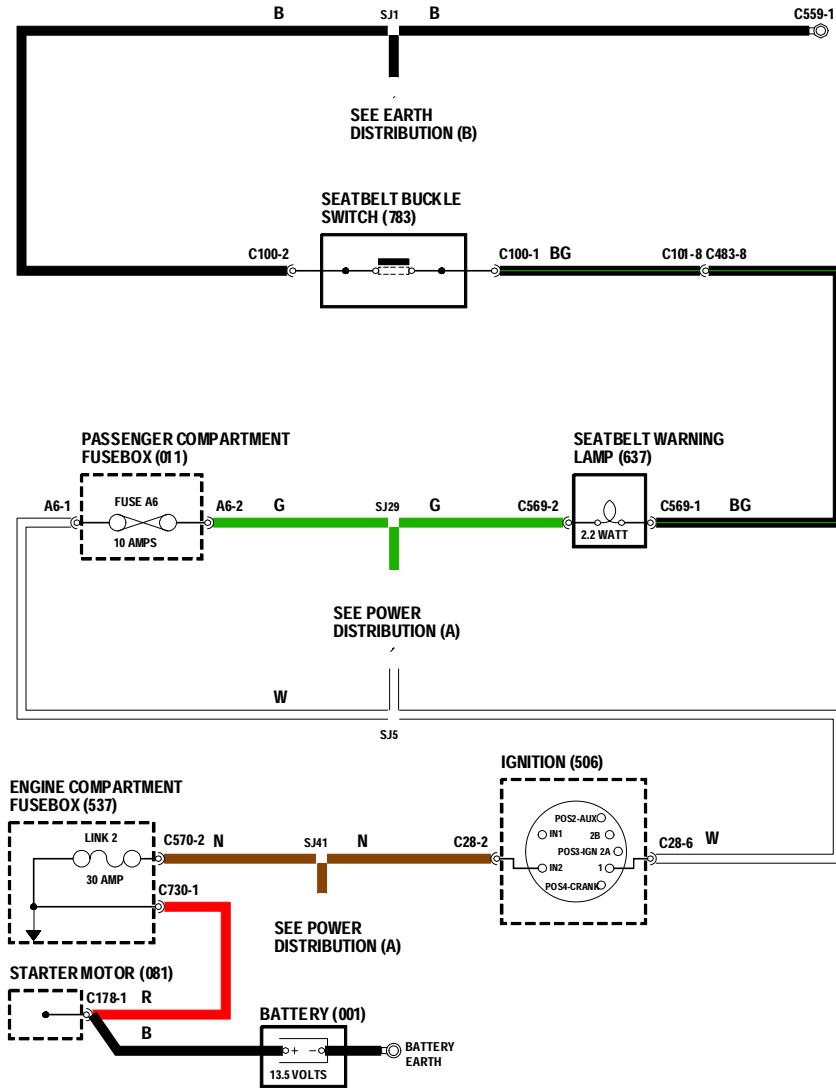 B SJ1 B C559-1
SEE EARTH
DISTRIBUTION (B)
SEATBELT BUCKLE
SWITCH (783)
C100-2 C100-1 BG C101-8 C483-8
PASSENGER COMPARTMENT
FUSEBOX (011)
SEATBELT WARNING
LAMP (637)
A6-1 FUSE A6 A6-2 G SJ29 G C569-2 C569-1 BG
10 AMPS
2.2 WATT
SEE POWER
DISTRIBUTION (A)
W
SJ5
IGNITION (506)
ENGINE COMPARTMENT
FUSEBOX (537)
POS2-AUX
LINK 2 C570-2 N SJ41 N C28-2 IN1 2B C28-6 W
POS3-IGN 2A
30 AMP
IN2 1
C730-1
POS4-CRANK
SEE POWER
DISTRIBUTION (A)
STARTER MOTOR (081)
C178-1 R
BATTERY (001)
B
+ -
BATTERY
EARTH
13.5 VOLTS